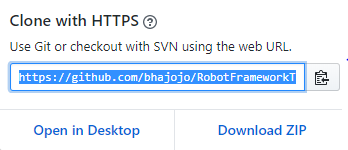 Clone with HTTPS
Use Git or checkout with SVN using the web URL.
https://github.com/bhajojo/RobotFrameworkT
Open in Desktop
Download ZIP